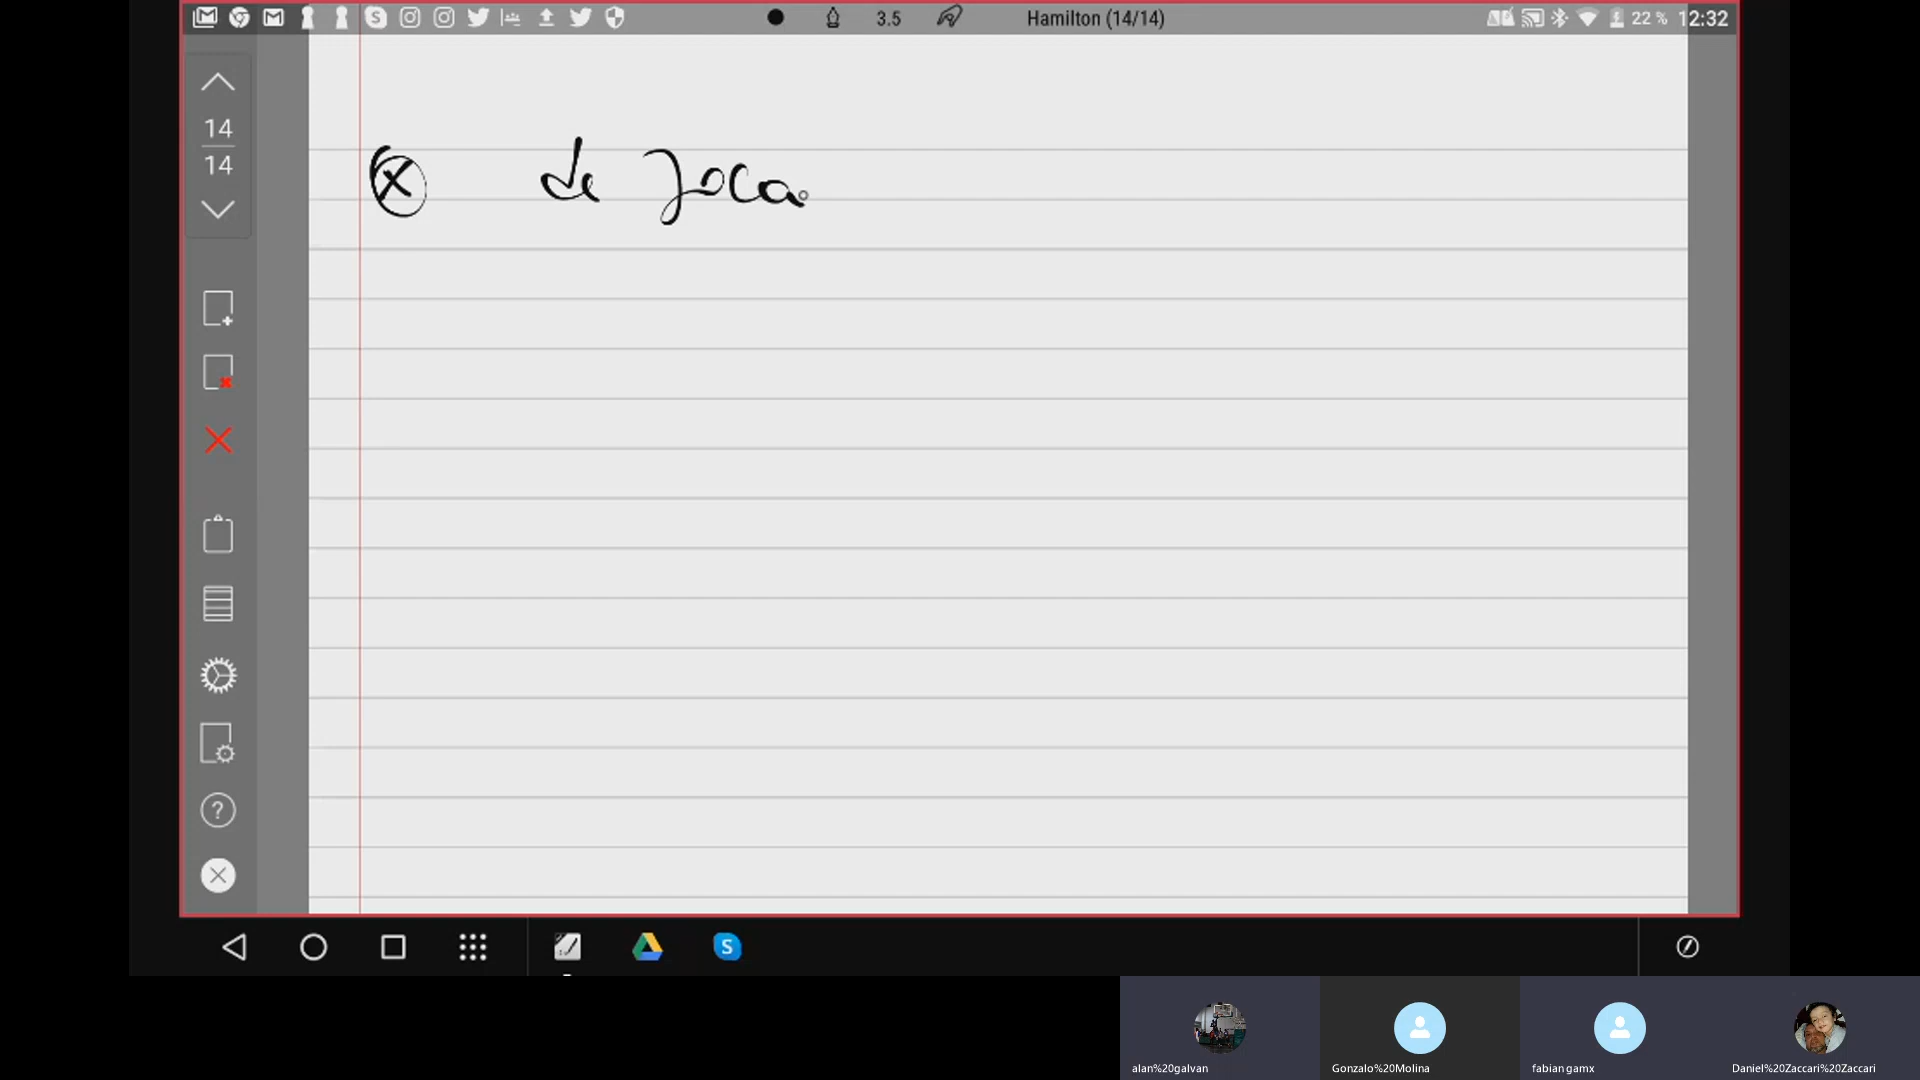 3.5 Hamilton (14/14) 22 % 12:32
14
14
ⓧ de Joca
alan%20galvan Gonzalo%20Molina fabian gamx Daniel%20Zaccari%20Zaccari